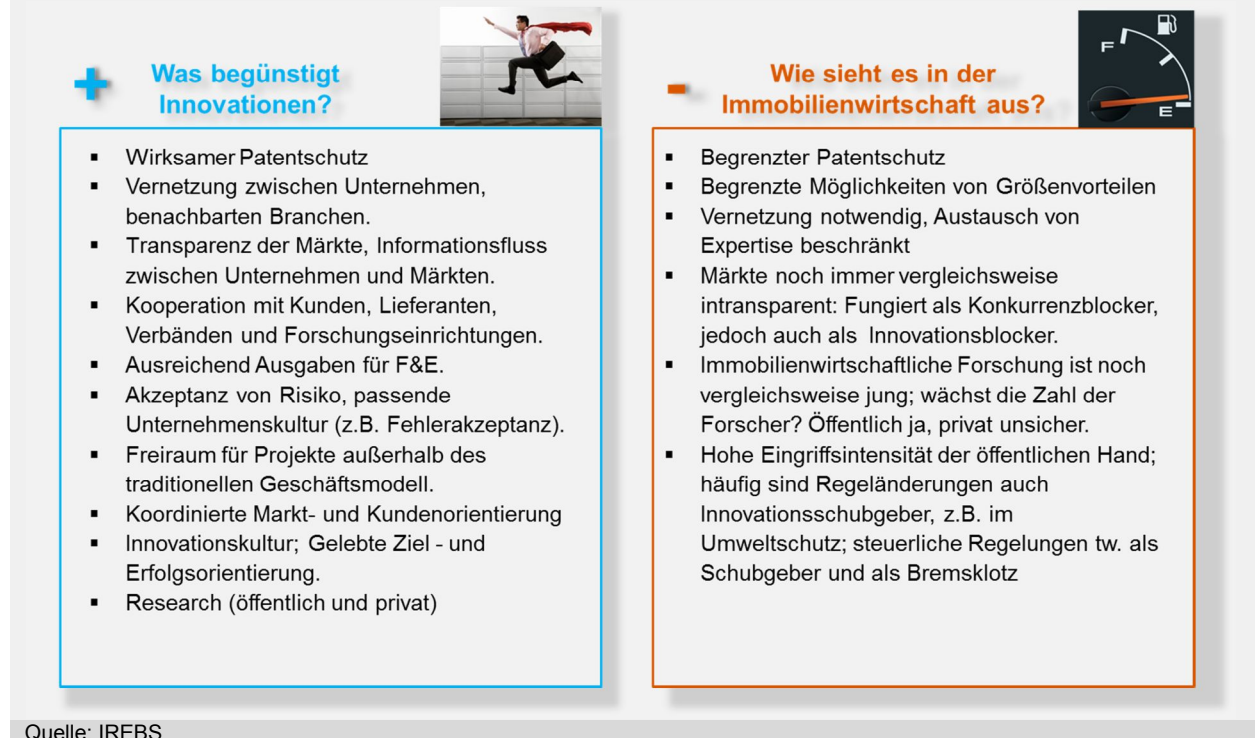 +
Was begünstigt
Innovationen?
▪ Wirksamer Patentschutz
▪ Vernetzung zwischen Unternehmen,
benachbarten Branchen.
▪ Transparenz der Märkte, Informationsfluss
zwischen Unternehmen und Märkten.
▪ Kooperation mit Kunden, Lieferanten,
Verbänden und Forschungseinrichtungen.
▪ Ausreichend Ausgaben für F&E.
▪ Akzeptanz von Risiko, passende
Unternehmenskultur (z.B. Fehlerakzeptanz).
▪ Freiraum für Projekte außerhalb des
traditionellen Geschäftsmodell.
▪ Koordinierte Markt- und Kundenorientierung
▪ Innovationskultur; Gelebte Ziel - und
Erfolgsorientierung.
▪ Research (öffentlich und privat)
-
Wie sieht es in der
Immobilienwirtschaft aus?
F
E
▪ Begrenzter Patentschutz
▪ Begrenzte Möglichkeiten von Größenvorteilen
▪ Vernetzung notwendig, Austausch von
Expertise beschränkt
▪ Märkte noch immer vergleichsweise
intransparent: Fungiert als Konkurrenzblocker,
jedoch auch als Innovationsblocker.
▪ Immobilienwirtschaftliche Forschung ist noch
vergleichsweise jung; wächst die Zahl der
Forscher? Öffentlich ja, privat unsicher.
▪ Hohe Eingriffsintensität der öffentlichen Hand;
häufig sind Regeländerungen auch
Innovationsschubgeber, z.B. im
Umweltschutz; steuerliche Regelungen tw. als
Schubgeber und als Bremsklotz
Quelle: IREBS